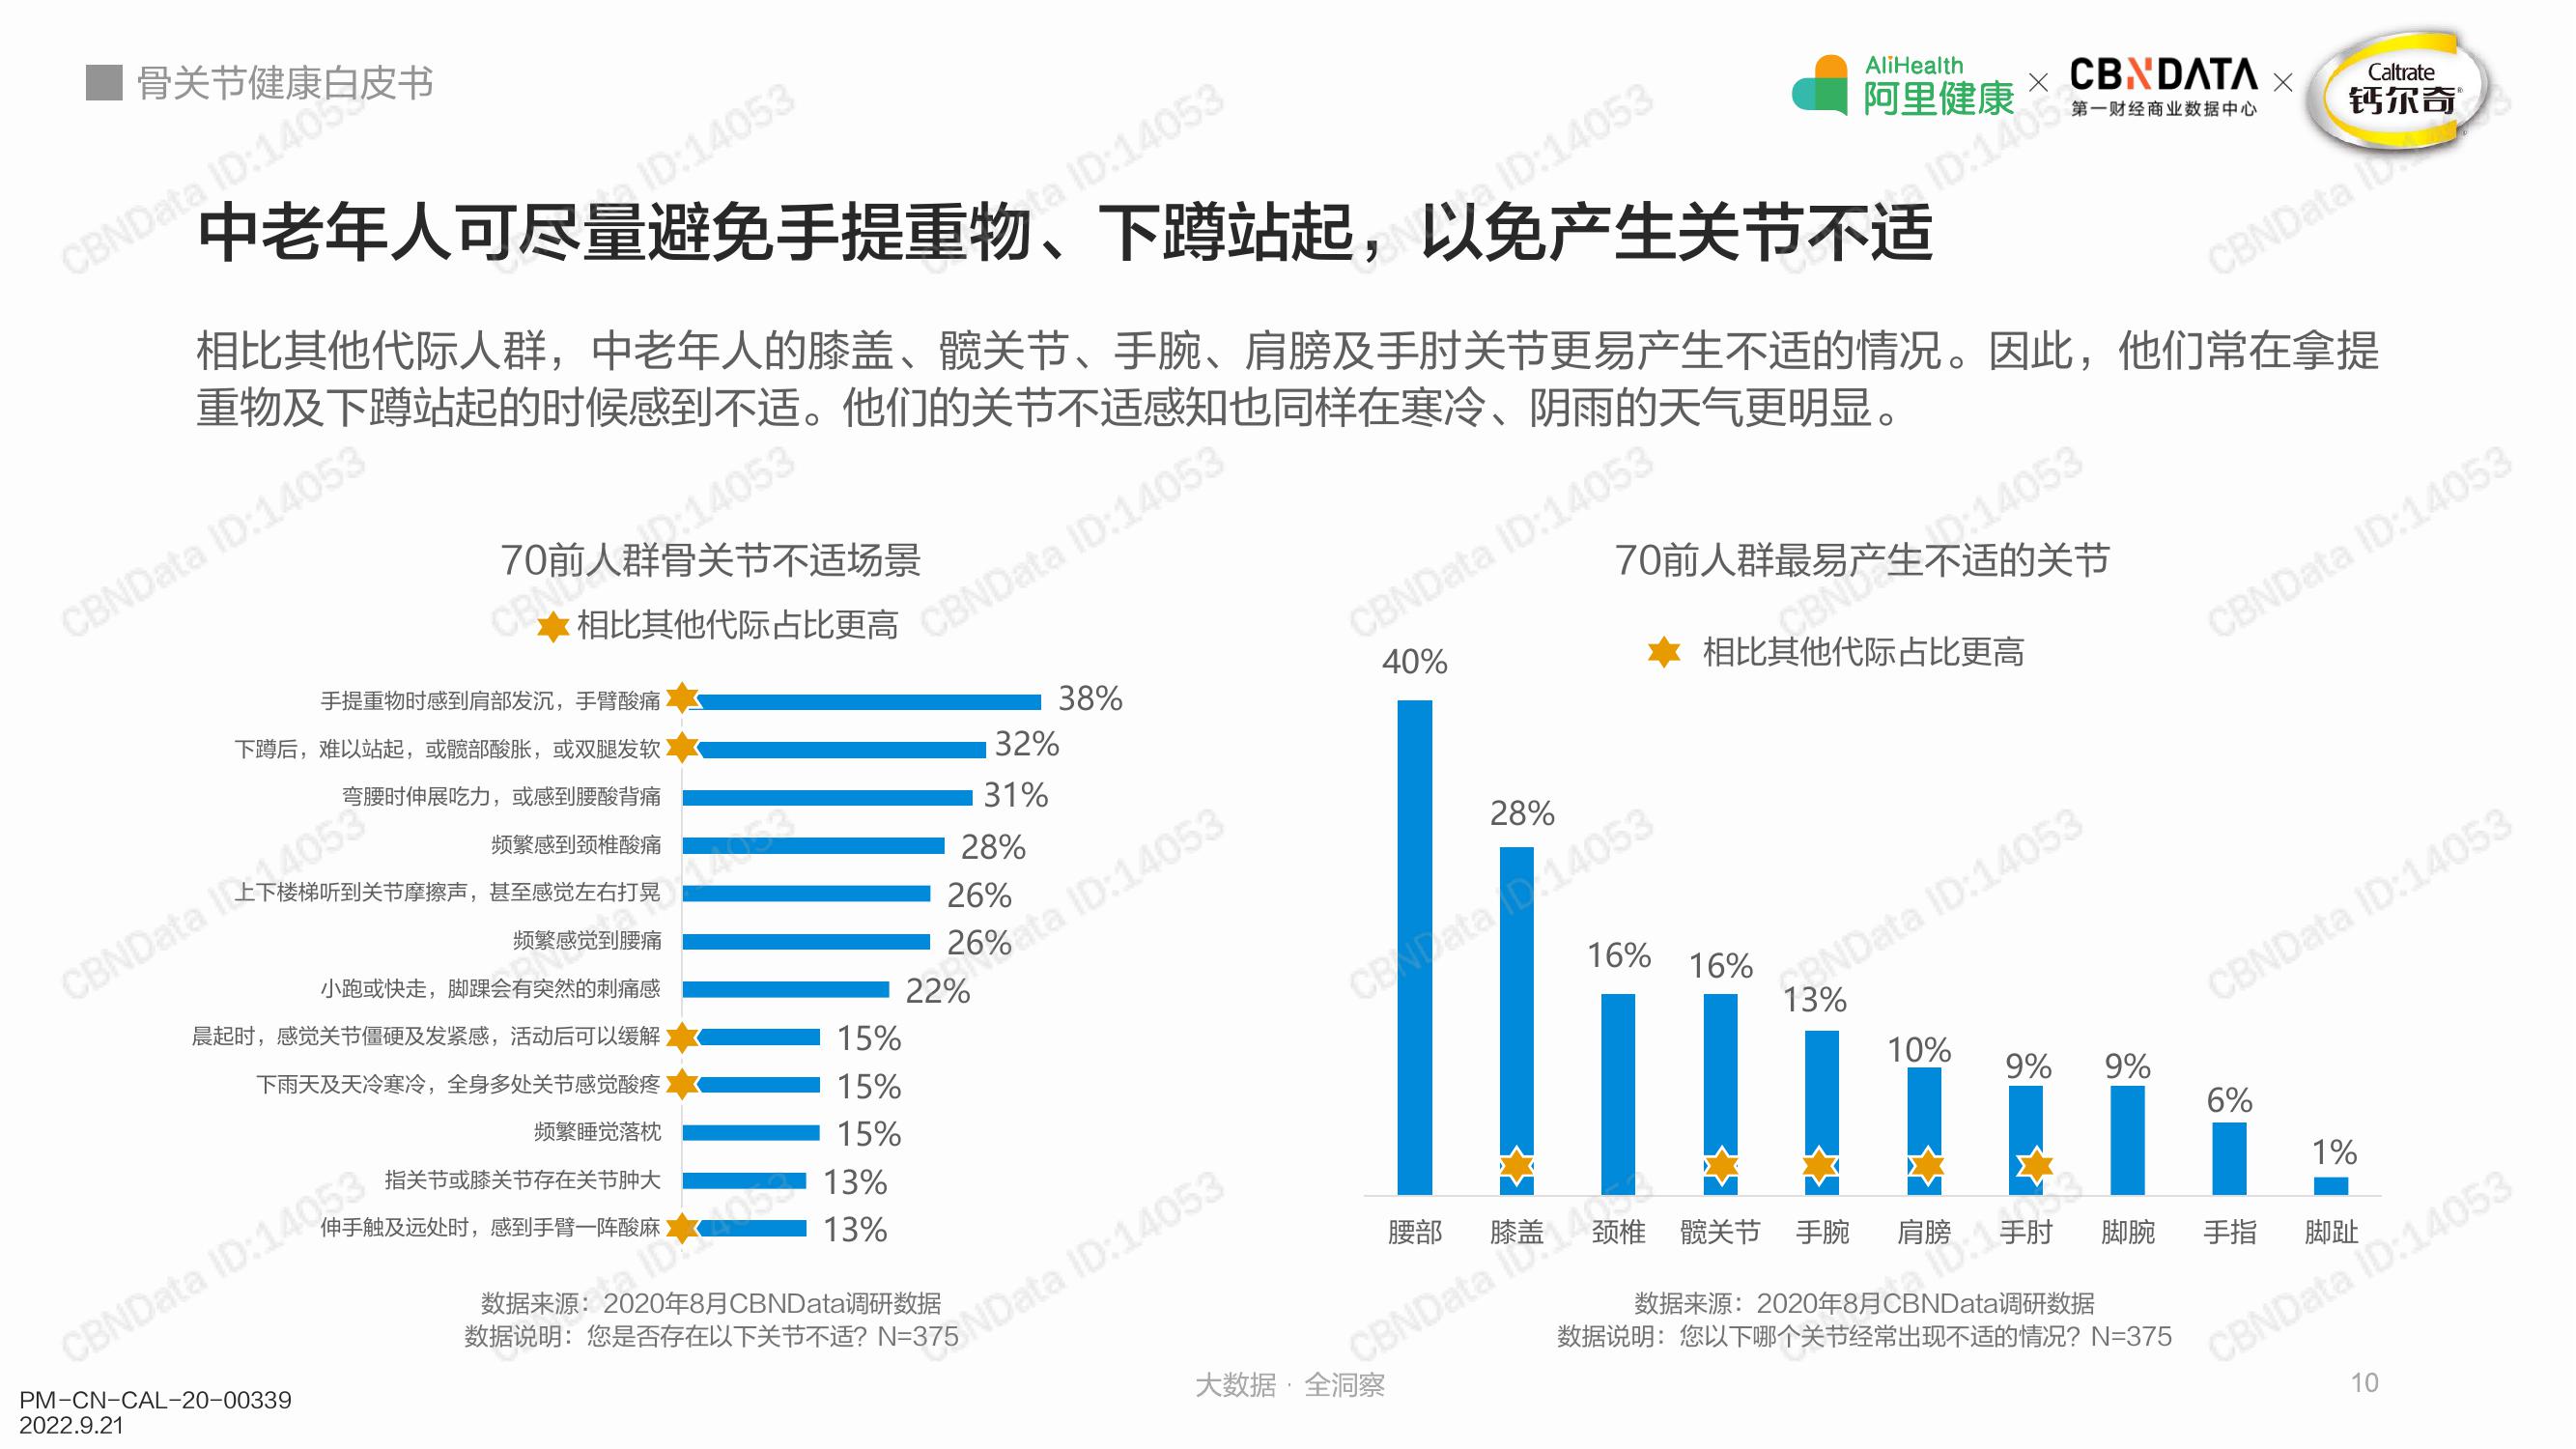 骨关节健康白皮书
AliHealth
阿里健康
×
CBNDATA
第一财经商业数据中心
×
Caltrate
钙尔奇
中老年人可尽量避免手提重物、下蹲站起，以免产生关节不适
相比其他代际人群，中老年人的膝盖、髋关节、手腕、肩膀及手肘关节更易产生不适的情况。因此，他们常在拿提
重物及下蹲站起的时候感到不适。他们的关节不适感知也同样在寒冷、阴雨的天气更明显。
70前人群骨关节不适场景
相比其他代际占比更高
手提重物时感到肩部发沉，手臂酸痛 38%
下蹲后，难以站起，或髋部酸胀，或双腿发软 32%
弯腰时伸展吃力，或感到腰酸背痛 31%
频繁感到颈椎酸痛 28%
上下楼梯听到关节摩擦声，甚至感觉左右打晃 26%
频繁感觉到腰痛 26%
小跑或快走，脚踝会有突然的刺痛感 22%
晨起时，感觉关节僵硬及发紧感，活动后可以缓解 15%
下雨天及天冷寒冷，全身多处关节感觉酸疼 15%
频繁睡觉落枕 15%
指关节或膝关节存在关节肿大 13%
伸手触及远处时，感到手臂一阵酸麻 13%
数据来源：2020年8月CBNData调研数据
数据说明：您是否存在以下关节不适？N=375
70前人群最易产生不适的关节
相比其他代际占比更高
40% 28% 16% 16% 13% 10% 9% 9% 6% 1%
腰部 膝盖 颈椎 髋关节 手腕 肩膀 手肘 脚腕 手指 脚趾
数据来源：2020年8月CBNData调研数据
数据说明：您以下哪个关节经常出现不适的情况？N=375
大数据 · 全洞察
10
PM-CN-CAL-20-00339
2022.9.21
CBNData ID:14053